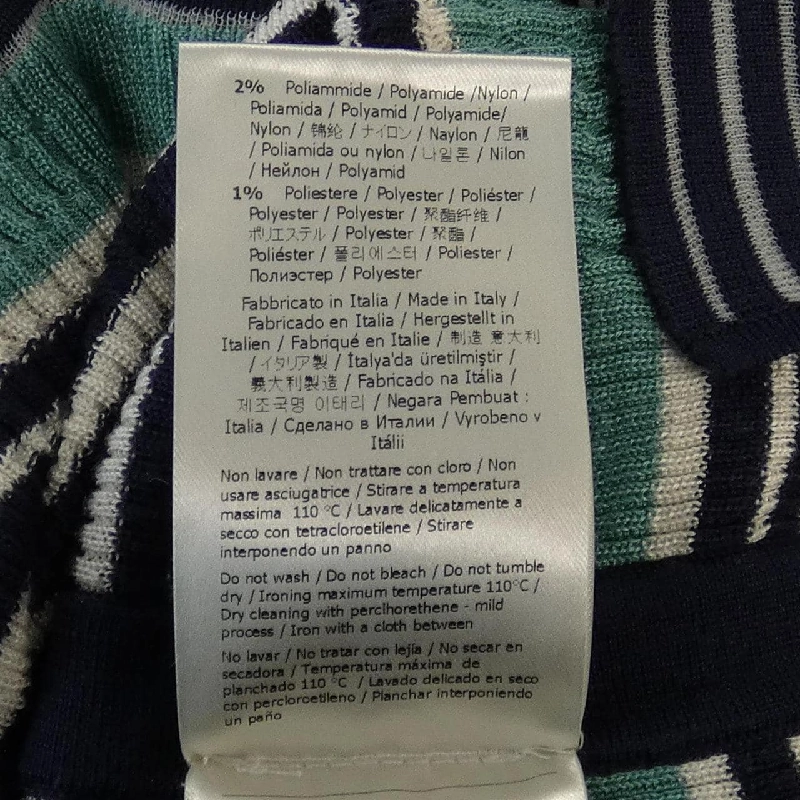 2% Poliammide / Polyamide /Nylon /
Poliamida / Polyamid / Polyamide/
Nylon / 锦纶 / ナイロン / Naylon / 尼龍
/ Poliamida ou nylon / 나일론 / Nilon
/ Нейлон / Polyamid
1% Poliestere / Polyester / Poliéster /
Polyester / Polyester / 聚酯纤维 /
ポリエステル / Polyester / 聚酯 /
Poliéster / 폴리에스터 / Poliester /
Полиэстер / Polyester
Fabbricato in Italia / Made in Italy /
Fabricado en Italia / Hergestellt in
Italien / Fabriqué en Italie / 制造 意大利
/ イタリア製 / İtalya'da üretilmiştir /
義大利製造 / Fabricado na Itália /
제조국명 이태리 / Negara Pembuat :
Italia / Сделано в Италии / Vyrobeno v
Itálii
Non lavare / Non trattare con cloro / Non
usare asciugatrice / Stirare a temperatura
massima 110 °C / Lavare delicatamente a
secco con tetracloroetilene / Stirare
interponendo un panno
Do not wash / Do not bleach / Do not tumble
dry / Ironing maximum temperature 110°C /
Dry cleaning with perclhorethene - mild
process / Iron with a cloth between
No lavar / No tratar con lejía / No secar en
secadora / Temperatura máxima de
planchado 110 °C / Lavado delicado en seco
con percloroetileno / Planchar interponiendo
un paño